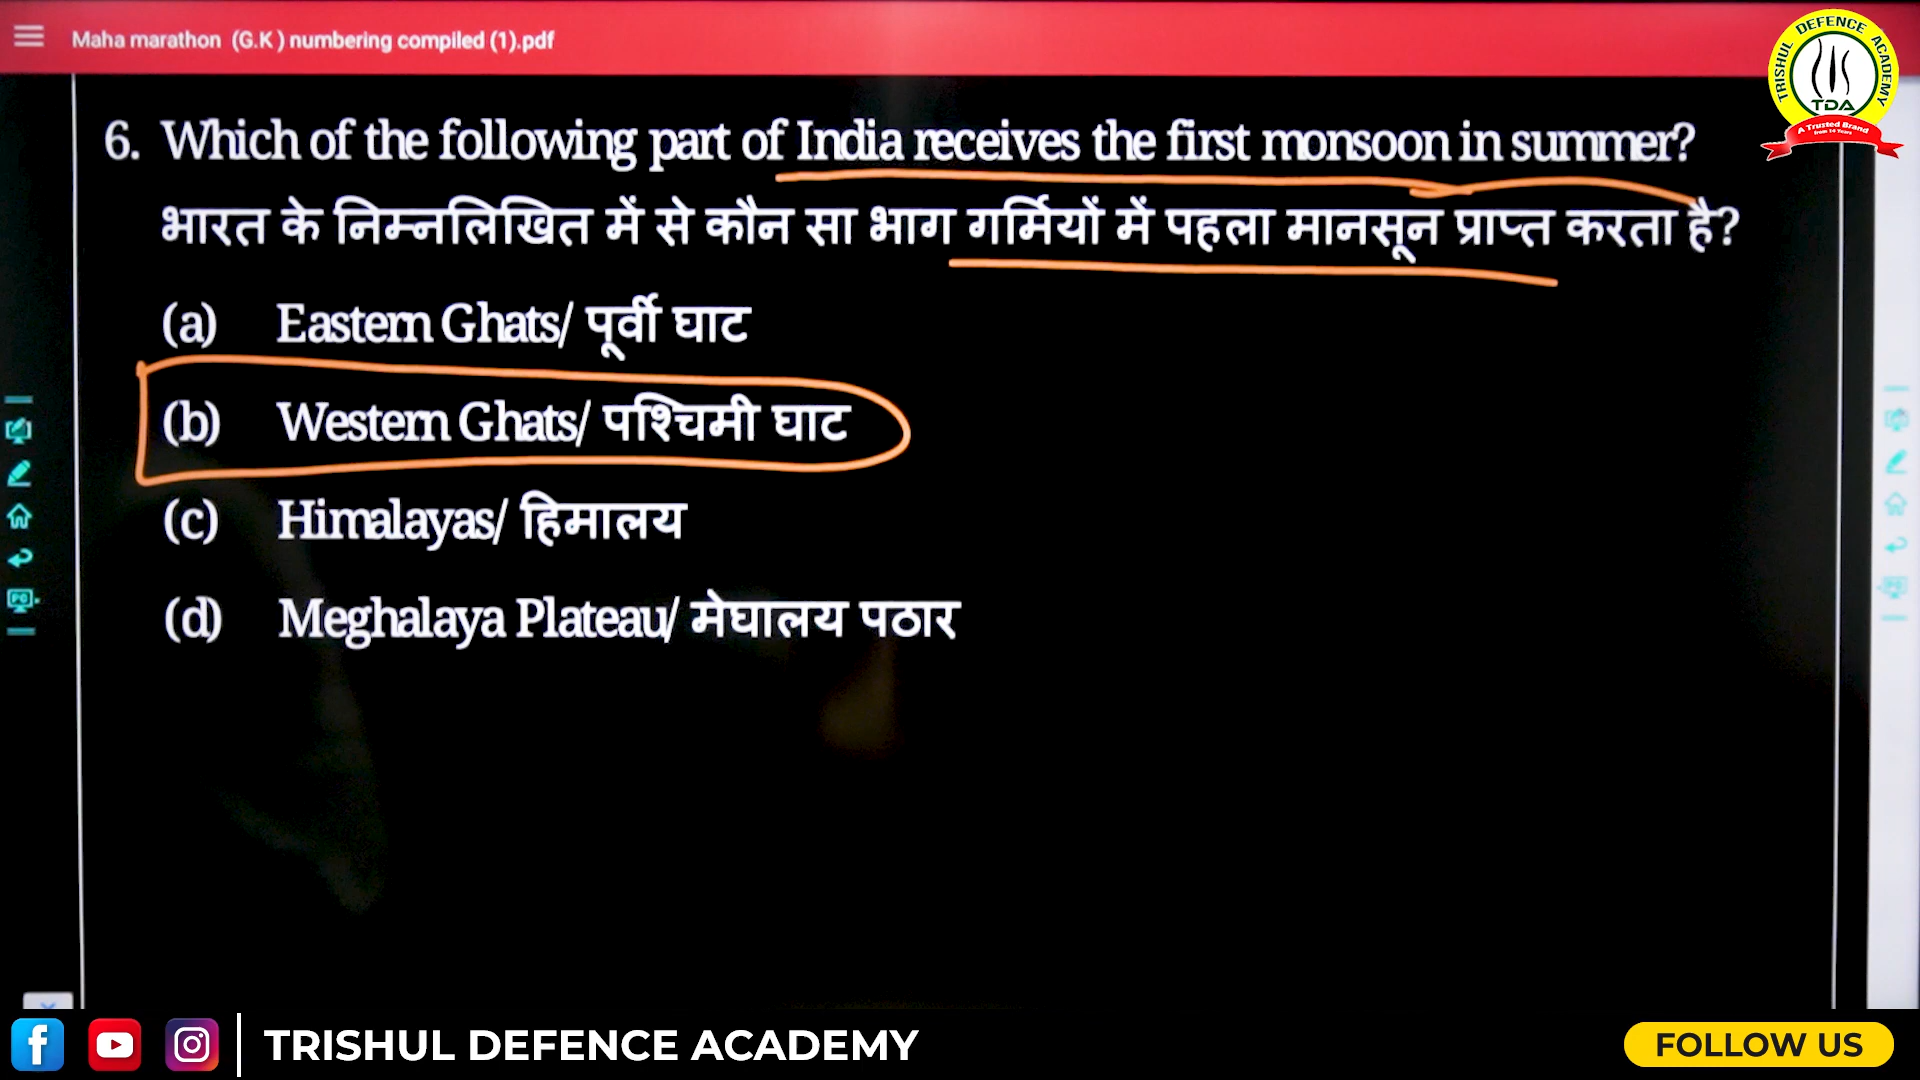 Maha marathon (G.K ) numbering compiled (1).pdf
TRISHUL DEFENCE ACADEMY
TDA
A Trusted Brand
6. Which of the following part of India receives the first monsoon in summer?
भारत के निम्नलिखित में से कौन सा भाग गर्मियों में पहला मानसून प्राप्त करता है?
(a) Eastern Ghats/ पूर्वी घाट
(b) Western Ghats/ पश्चिमी घाट
(c) Himalayas/ हिमालय
(d) Meghalaya Plateau/ मेघालय पठार
TRISHUL DEFENCE ACADEMY
FOLLOW US